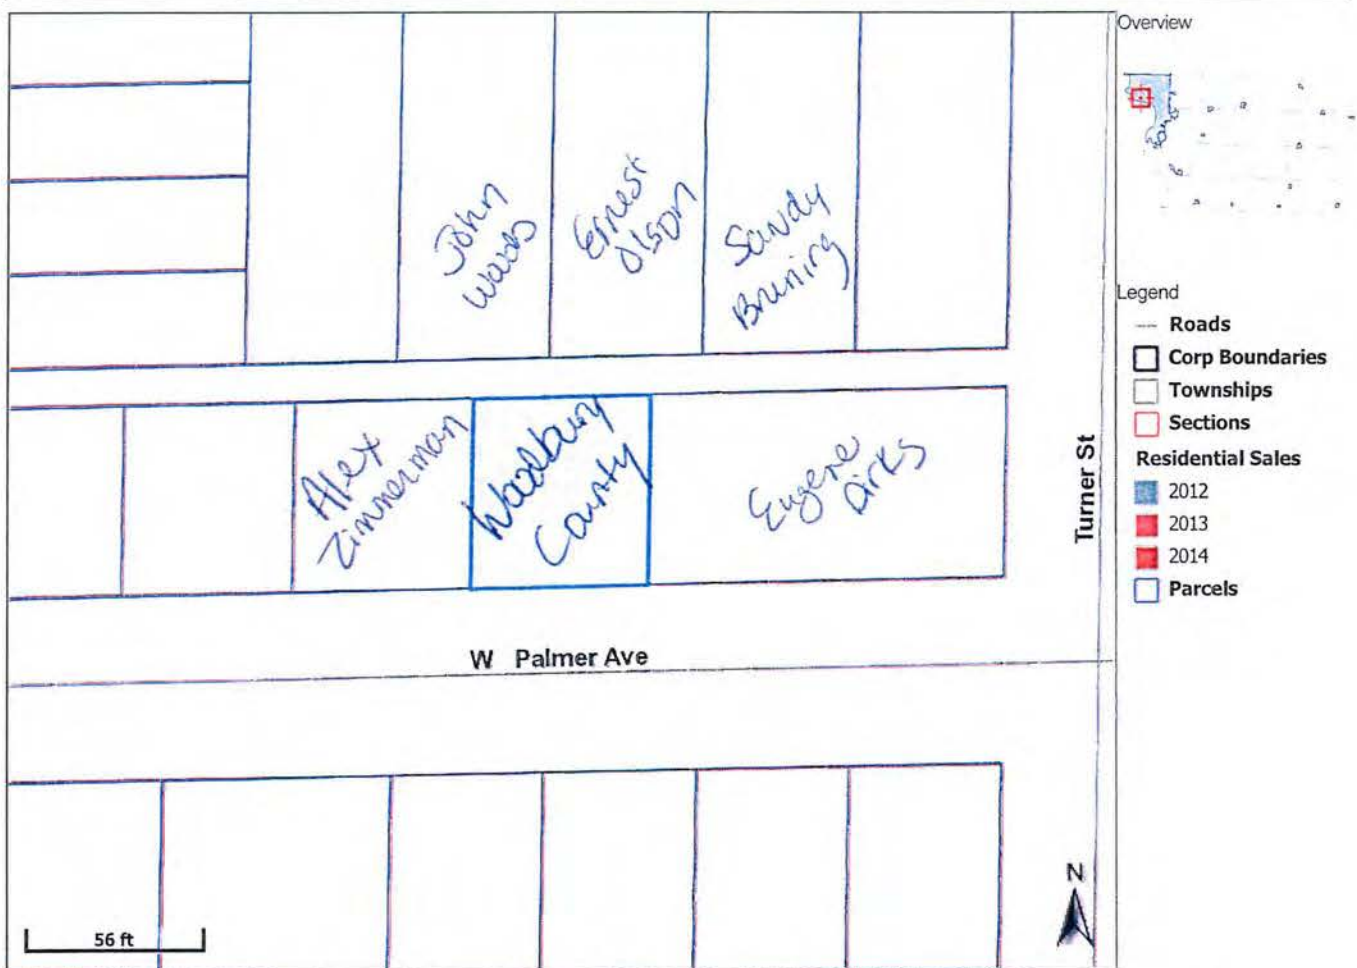 Overview
John
Woods
Ernest
Olson
Sandy
Bruning
Legend
Roads
Corp Boundaries
Townships
Sections
Residential Sales
2012
2013
2014
Parcels
Alex
Zimmerman
Woodbury
County
Eugene
Dirks
Turner St
W Palmer Ave
N
56 ft